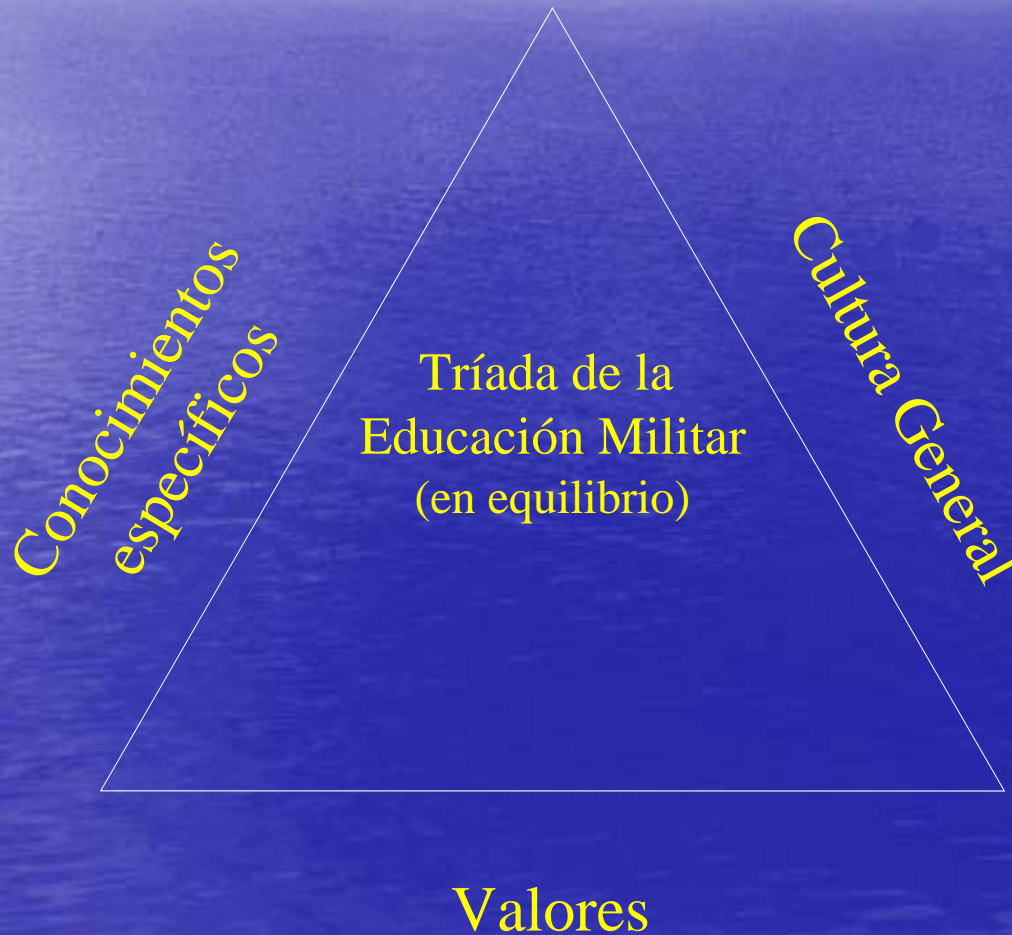 Conocimientos
específicos
Cultura General
Tríada de la
Educación Militar
(en equilibrio)
Valores